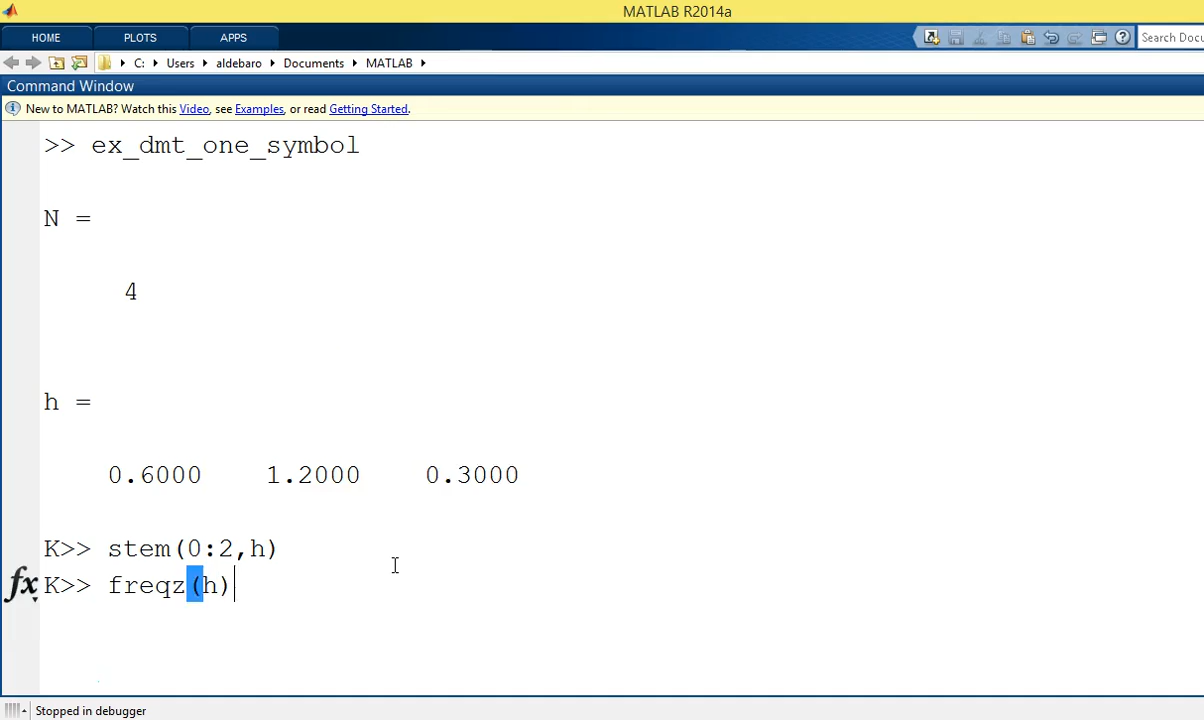 MATLAB R2014a
HOME PLOTS APPS Search Docu
C: Users aldebaro Documents MATLAB
Command Window
New to MATLAB? Watch this Video, see Examples, or read Getting Started.
>> ex_dmt_one_symbol
N =
4
h =
0.6000 1.2000 0.3000
K>> stem(0:2,h)
fx K>> freqz(h)
Stopped in debugger